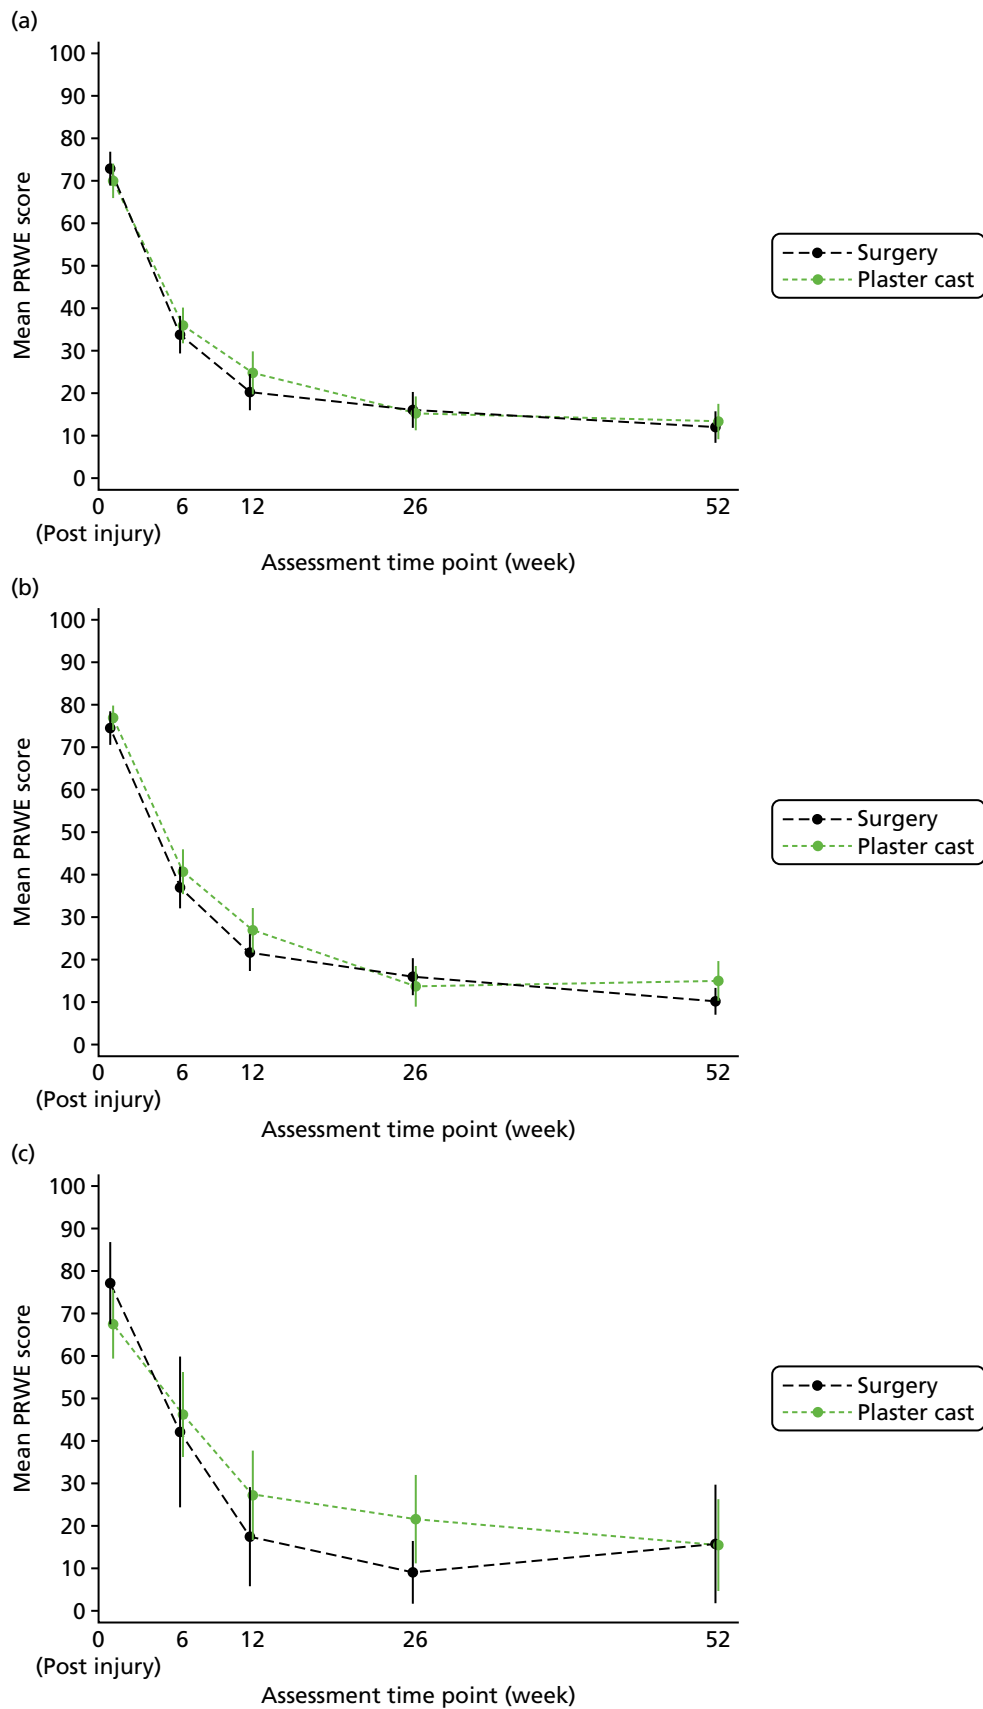 (a)
100
90
80
70
60
50
40
30
20
10
0
Mean PRWE score
0 6 12 26 52
(Post injury)
Assessment time point (week)
Surgery
Plaster cast
(b)
100
90
80
70
60
50
40
30
20
10
0
Mean PRWE score
0 6 12 26 52
(Post injury)
Assessment time point (week)
Surgery
Plaster cast
(c)
100
90
80
70
60
50
40
30
20
10
0
Mean PRWE score
0 6 12 26 52
(Post injury)
Assessment time point (week)
Surgery
Plaster cast